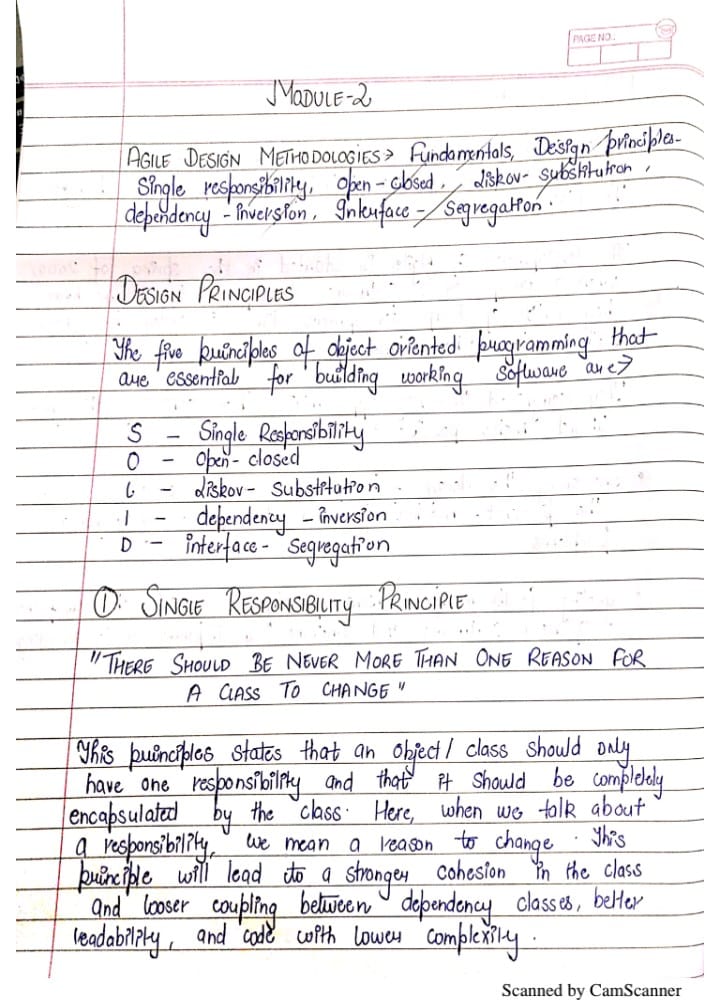 PAGE NO.
MODULE-2
AGILE DESIGN METHODOLOGIES → Fundamentals, Design principles-
Single responsibility, open-closed, liskov-substitution,
dependency-inversion, Interface-segregation.
DESIGN PRINCIPLES
The five principles of object oriented programming that
are essential for building working software are→
S - Single Responsibility
O - open-closed
L - liskov-substitution
I - dependency-inversion
D - interface-segregation
① SINGLE RESPONSIBILITY PRINCIPLE
"THERE SHOULD BE NEVER MORE THAN ONE REASON FOR
A CLASS TO CHANGE"
This principles states that an object/class should only
have one responsibility and that it should be completely
encapsulated by the class. Here, when we talk about
a responsibility, we mean a reason to change. This
principle will lead to a stronger cohesion in the class
and looser coupling between dependency classes, better
readability, and code with lower complexity.
Scanned by CamScanner